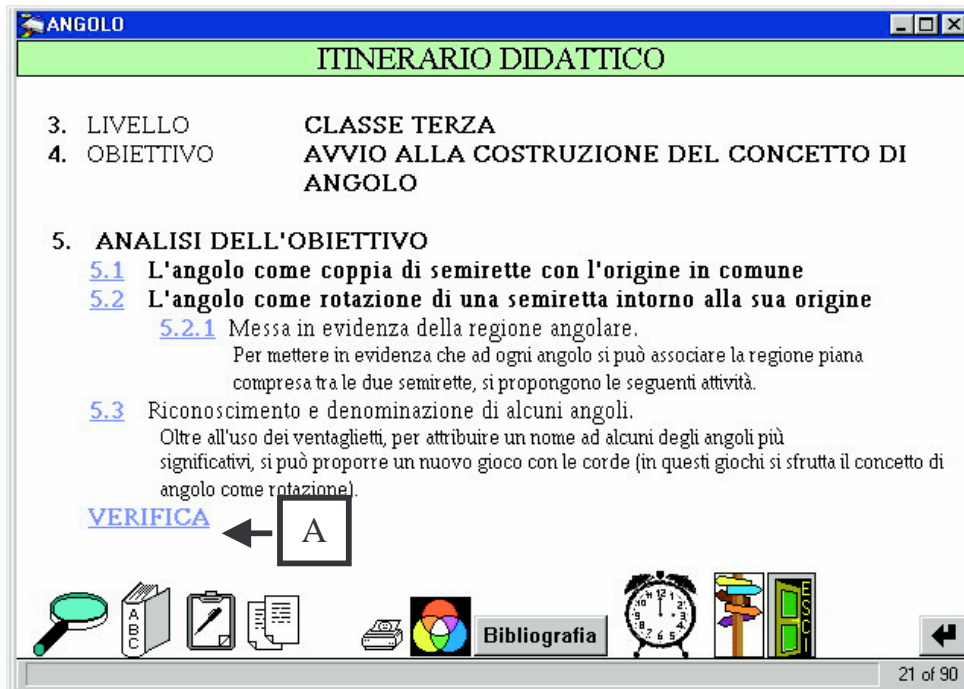 ANGOLO
ITINERARIO DIDATTICO
3. LIVELLO CLASSE TERZA
4. OBIETTIVO AVVIO ALLA COSTRUZIONE DEL CONCETTO DI
ANGOLO
5. ANALISI DELL'OBIETTIVO
5.1 L'angolo come coppia di semirette con l'origine in comune
5.2 L'angolo come rotazione di una semiretta intorno alla sua origine
5.2.1 Messa in evidenza della regione angolare.
Per mettere in evidenza che ad ogni angolo si può associare la regione piana
compresa tra le due semirette, si propongono le seguenti attività.
5.3 Riconoscimento e denominazione di alcuni angoli.
Oltre all'uso dei ventaglietti, per attribuire un nome ad alcuni degli angoli più
significativi, si può proporre un nuovo gioco con le corde (in questi giochi si sfrutta il concetto di
angolo come rotazione).
VERIFICA
A
A
B
C
Bibliografia
ESCI
21 of 90